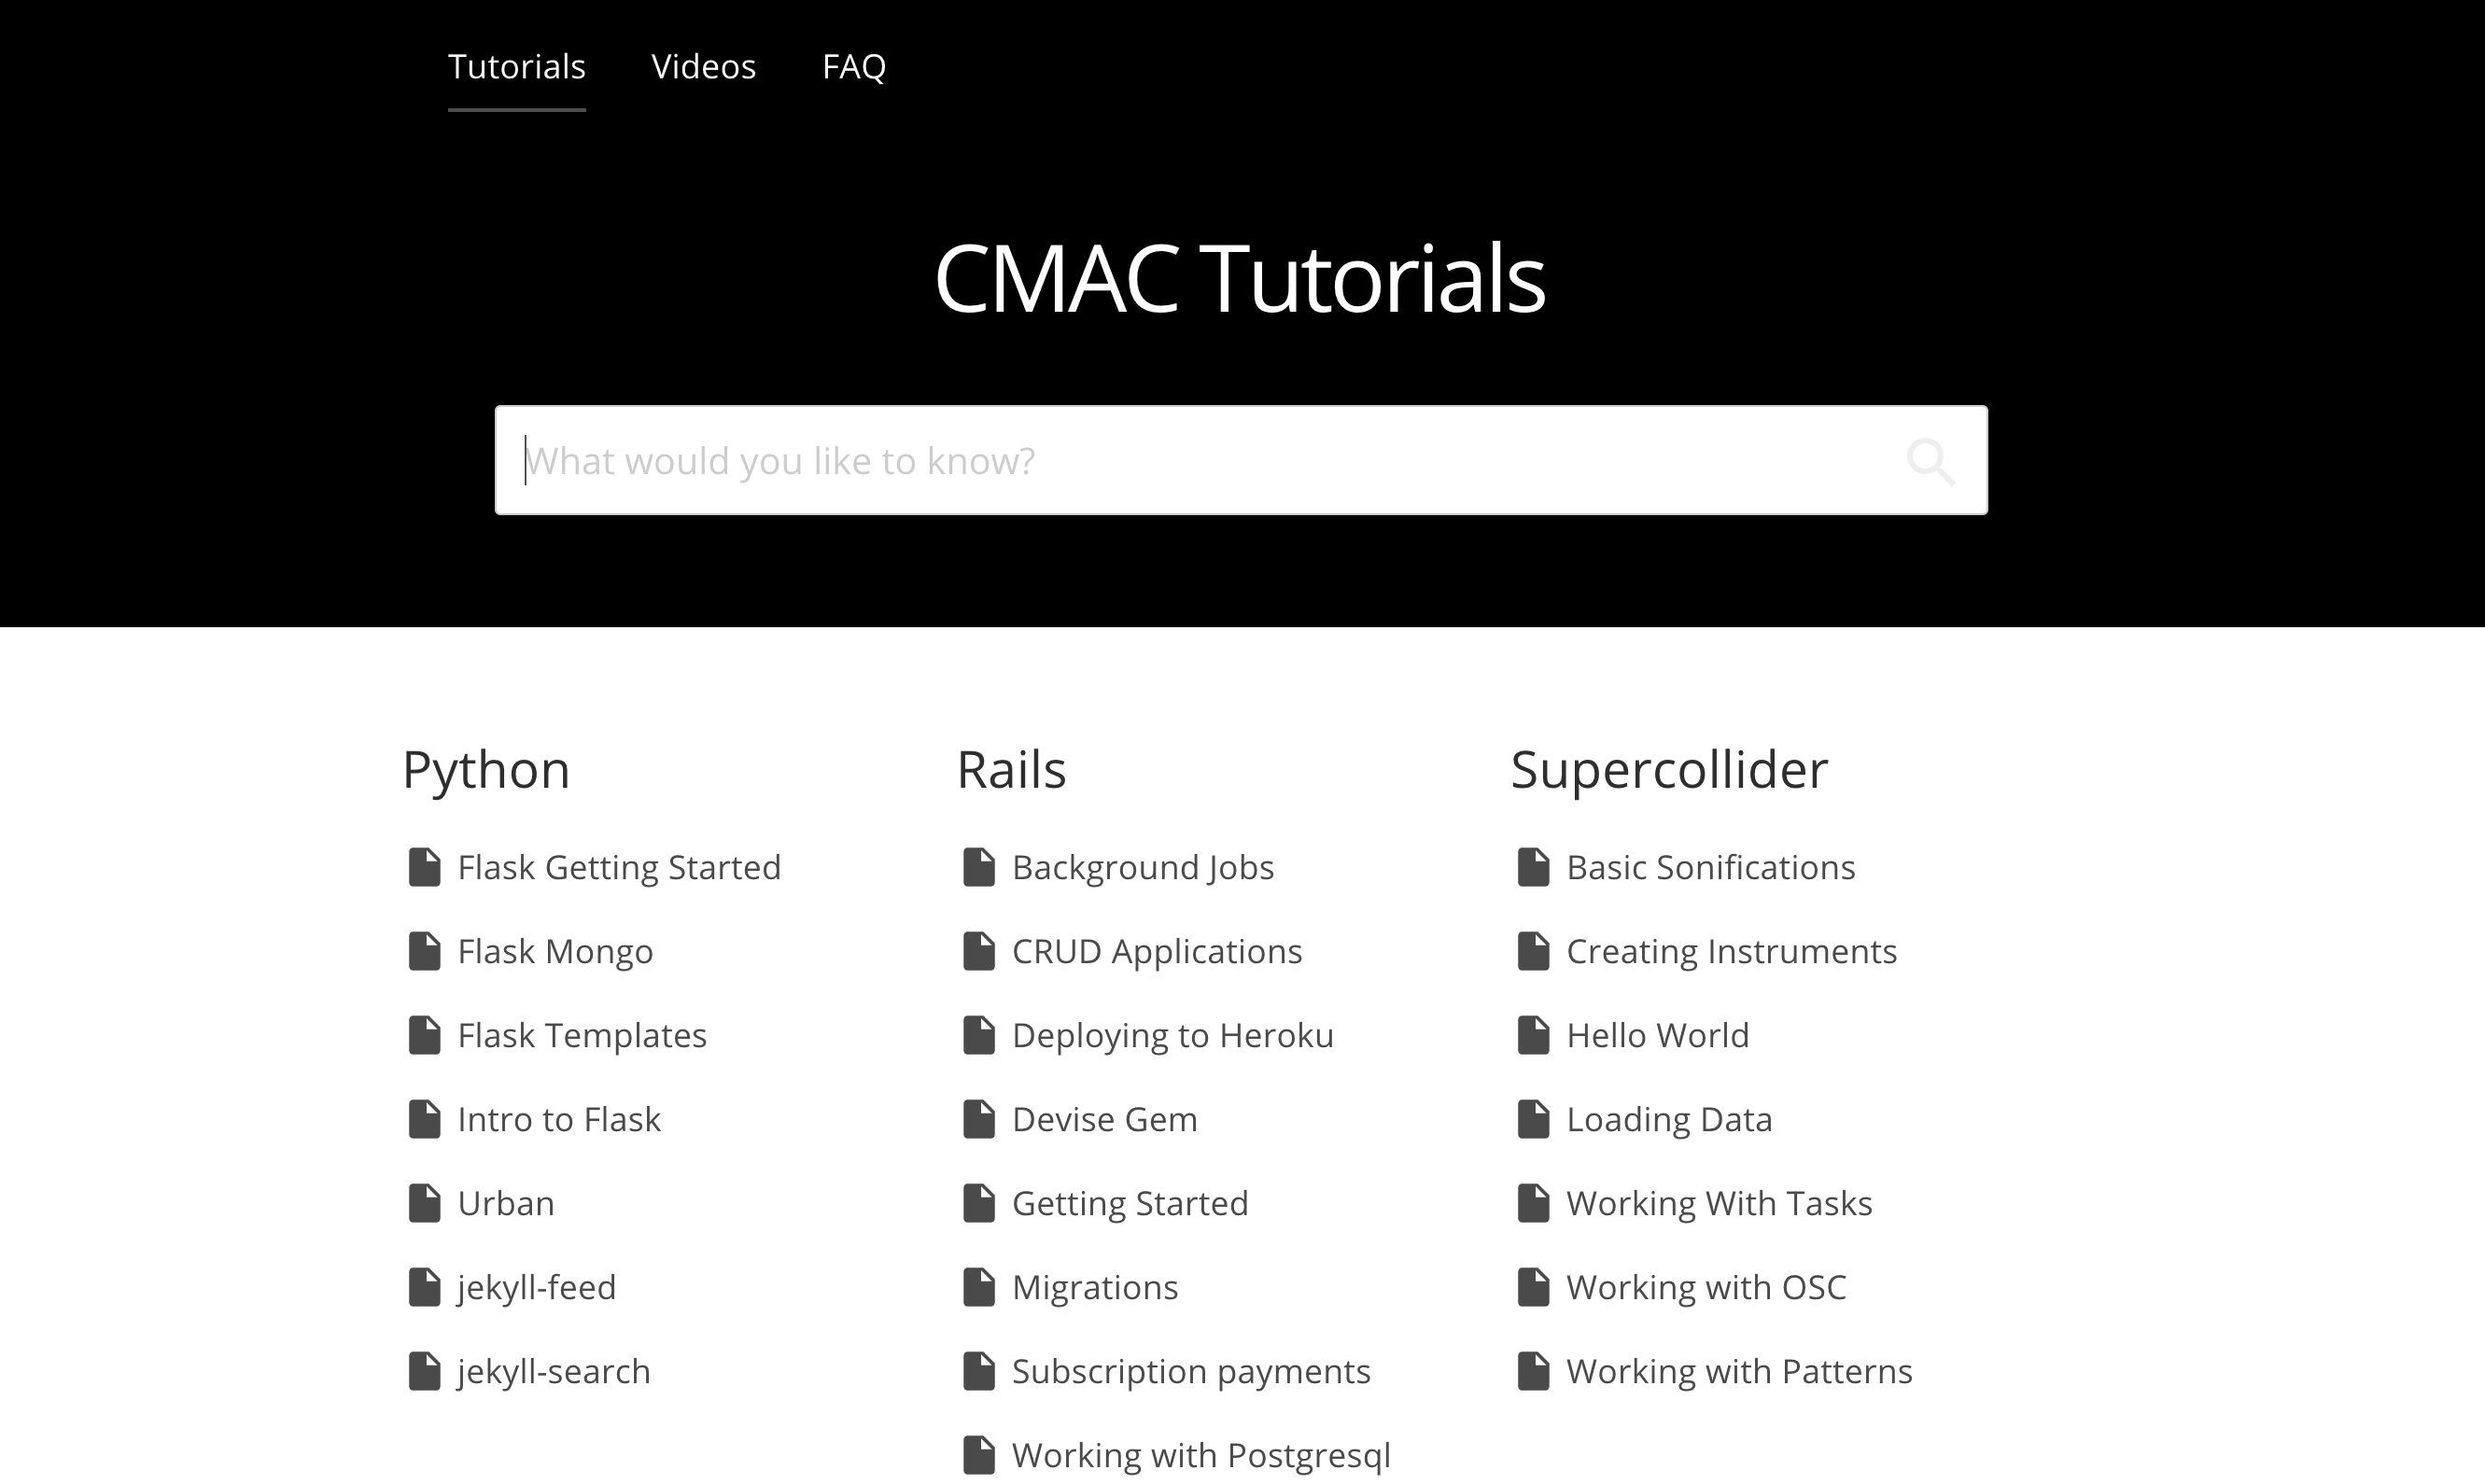 Tutorials Videos FAQ
CMAC Tutorials
What would you like to know?
Python
Flask Getting Started
Flask Mongo
Flask Templates
Intro to Flask
Urban
jekyll-feed
jekyll-search
Rails
Background Jobs
CRUD Applications
Deploying to Heroku
Devise Gem
Getting Started
Migrations
Subscription payments
Working with Postgresql
Supercollider
Basic Sonifications
Creating Instruments
Hello World
Loading Data
Working With Tasks
Working with OSC
Working with Patterns